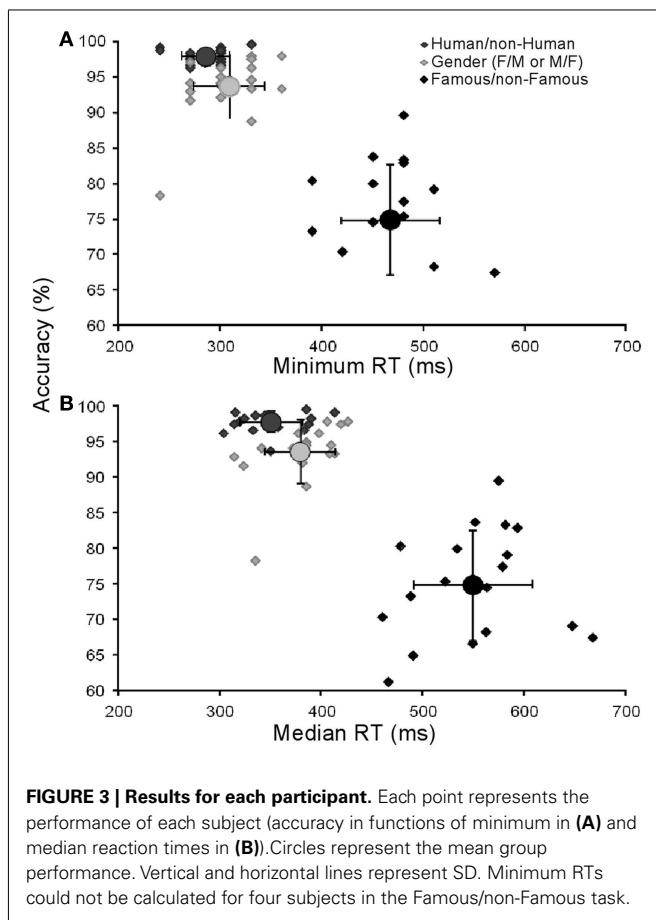 A
100
95
90
85
80
75
70
65
60
Human/non-Human
Gender (F/M or M/F)
Famous/non-Famous
200 300 400 500 600 700
Minimum RT (ms)
Accuracy (%)
B
100
95
90
85
80
75
70
65
60
200 300 400 500 600 700
Median RT (ms)
FIGURE 3 | Results for each participant. Each point represents the
performance of each subject (accuracy in functions of minimum in (A) and
median reaction times in (B)).Circles represent the mean group
performance. Vertical and horizontal lines represent SD. Minimum RTs
could not be calculated for four subjects in the Famous/non-Famous task.